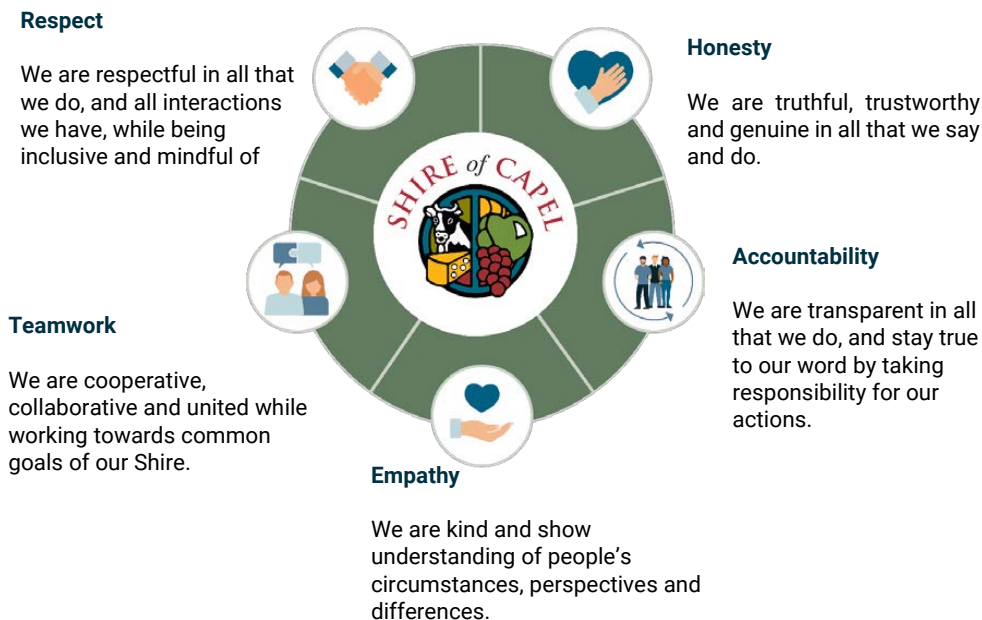 Respect
We are respectful in all that
we do, and all interactions
we have, while being
inclusive and mindful of
Honesty
We are truthful, trustworthy
and genuine in all that we say
and do.
SHIRE of CAPEL
Accountability
We are transparent in all
that we do, and stay true
to our word by taking
responsibility for our
actions.
Teamwork
We are cooperative,
collaborative and united while
working towards common
goals of our Shire.
Empathy
We are kind and show
understanding of people’s
circumstances, perspectives and
differences.